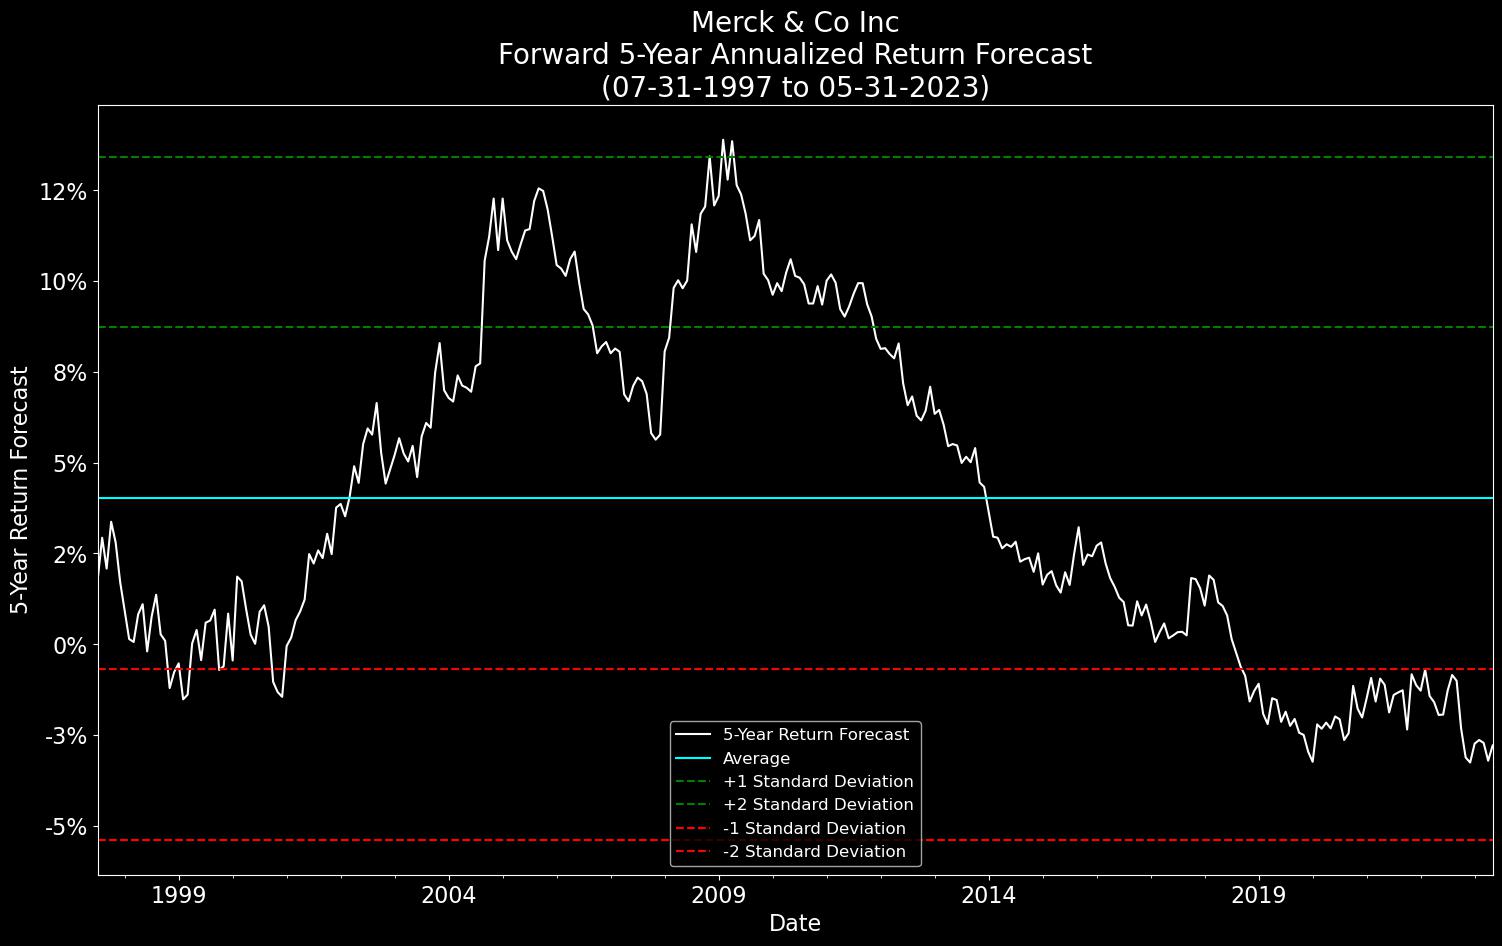 Merck & Co Inc
Forward 5-Year Annualized Return Forecast
(07-31-1997 to 05-31-2023)
12%
10%
8%
5%
2%
0%
-3%
-5%
5-Year Return Forecast
5-Year Return Forecast
Average
+1 Standard Deviation
+2 Standard Deviation
-1 Standard Deviation
-2 Standard Deviation
1999
2004
2009
2014
2019
Date